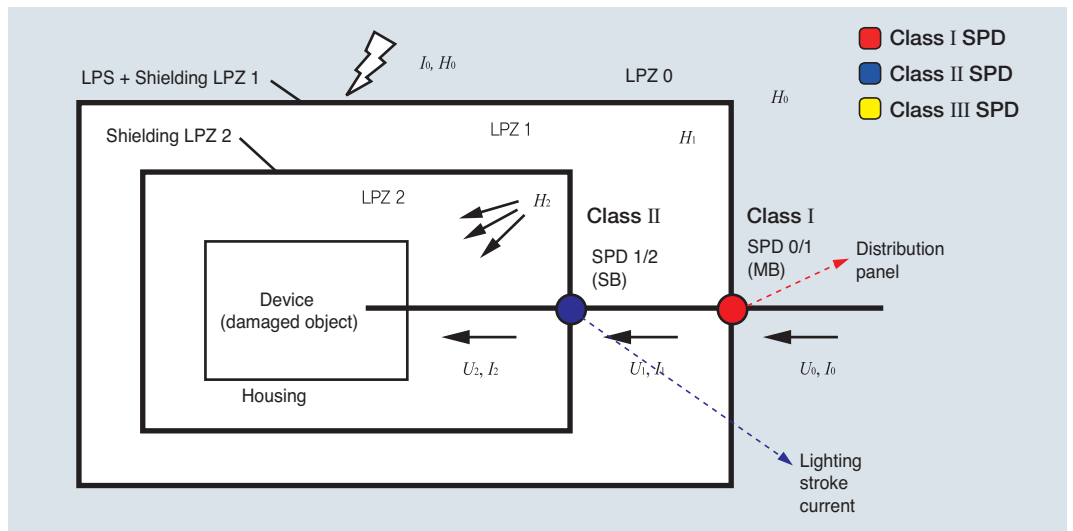 I₀, H₀
LPZ 0
Class I SPD
Class II SPD
Class III SPD
LPS + Shielding LPZ 1
H₀
Shielding LPZ 2
LPZ 1
H₁
LPZ 2
H₂
Class II
SPD 1/2
(SB)
Class I
SPD 0/1
(MB)
Distribution
panel
Device
(damaged object)
U₂, I₂
U₁, I₁
U₀, I₀
Housing
Lighting
stroke
current